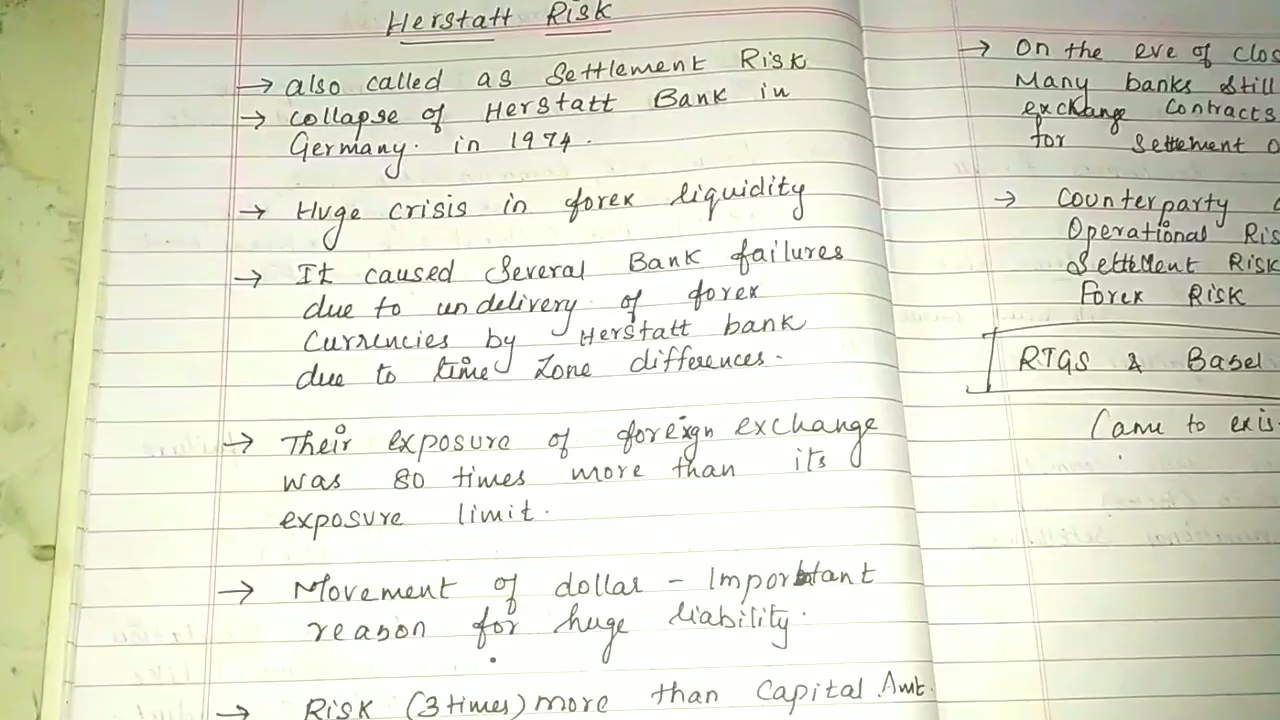 Herstatt Risk
→ also called as Settlement Risk
→ collapse of Herstatt Bank in
Germany. in 1974.
→ Huge crisis in forex liquidity
→ It caused Several Bank failures
due to undelivery of forex
Currencies by Herstatt bank
due to time Zone differences.
→ Their exposure of foreign exchange
was 80 times more than its
exposure limit.
→ Movement of dollar - Important
reason for huge liability.
→ Risk (3 times) more than Capital Amt.
→ On the eve of clos
Many banks still
exchange Contracts
for Settlement
→ Counterparty
Operational Ris
Settlement Risk
Forex Risk
RTGS & Basel
Came to exis